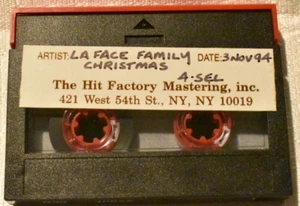 ARTIST: LA FACE FAMILY DATE: 3 NOV 94
CHRISTMAS
4-SEL
The Hit Factory Mastering, inc.
421 West 54th St., NY, NY 10019